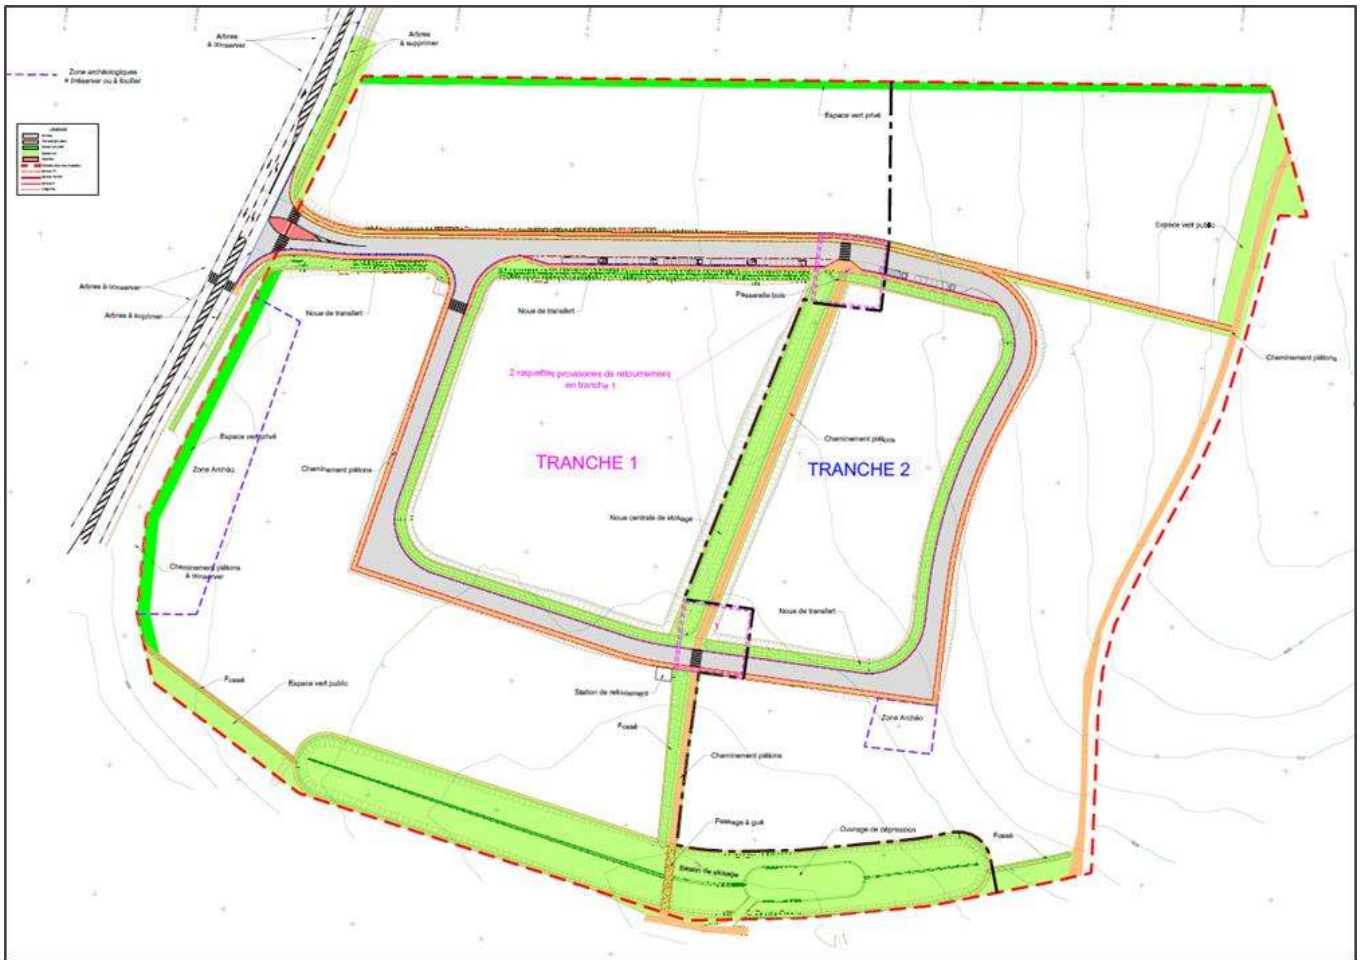 Arbres
à conserver
Arbres
à supprimer
Zone archéologiques
à préserver ou à fouiller
Espace vert privé
Espace vert public
Arbres à conserver
Arbres à supprimer
Noue de transfert
Noue de transfert
Passerelle bois
Cheminement piétons
2 raquettes provisoires de retournement
en tranche 1
Espace vert privé
Cheminement piétons
Zone Archéo
Cheminement piétons
TRANCHE 1
TRANCHE 2
Noue centrale de stockage
Cheminement piétons
à conserver
Noue de transfert
Fossé
Espace vert public
Station de refoulement
Zone Archéo
Fossé
Cheminement piétons
Passage à gué
Ouvrage de dépression
Fossé
Bassin de stockage